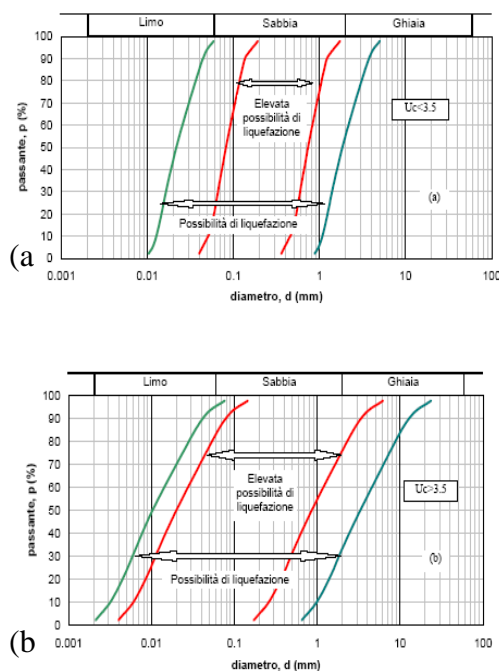 Limo Sabbia Ghiaia
100
90
80
70
60
50
40
30
20
10
0
passante, p (%)
Elevata
possibilità di
liquefazione
Uc<3.5
(a)
Possibilità di liquefazione
0.001 0.01 0.1 1 10 100
diametro, d (mm)
(a
Limo Sabbia Ghiaia
100
90
80
70
60
50
40
30
20
10
0
passante, p (%)
Elevata
possibilità di
liquefazione
Uc>3.5
(b)
Possibilità di liquefazione
0.001 0.01 0.1 1 10 100
diametro, d (mm)
(b